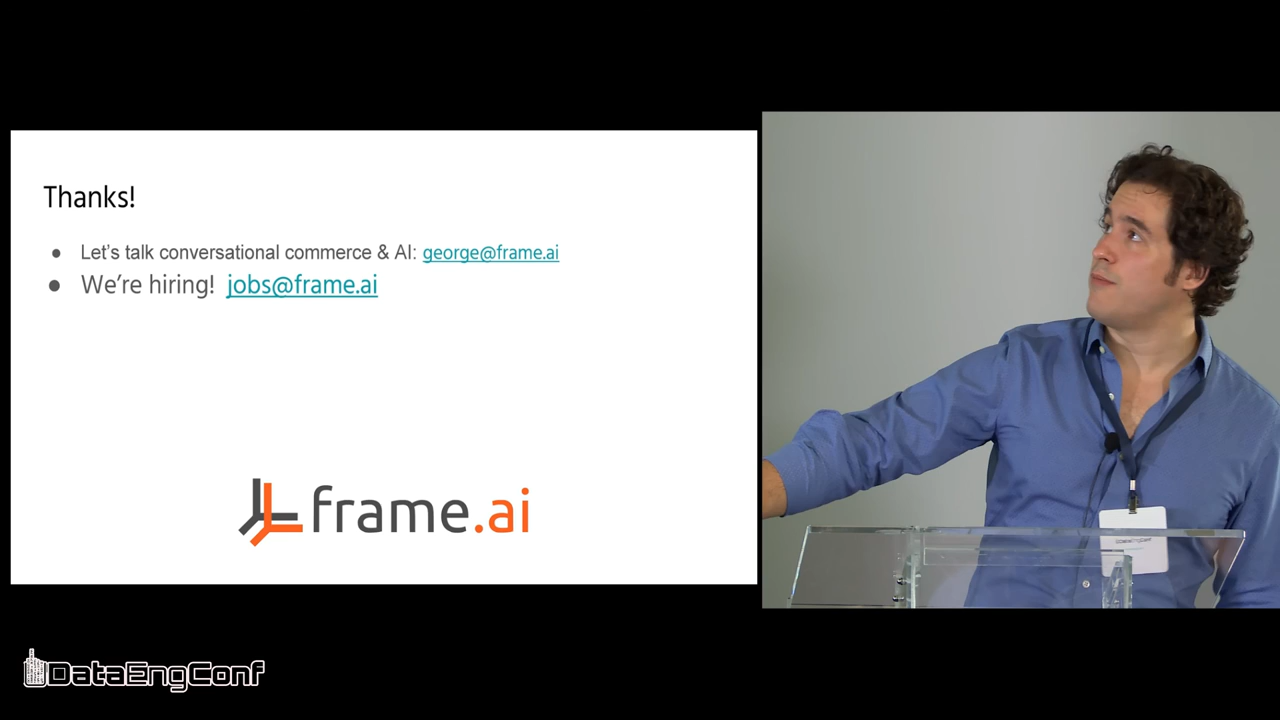 Thanks!
● Let's talk conversational commerce & AI: george@frame.ai
● We're hiring! jobs@frame.ai
frame.ai
DataEngConf